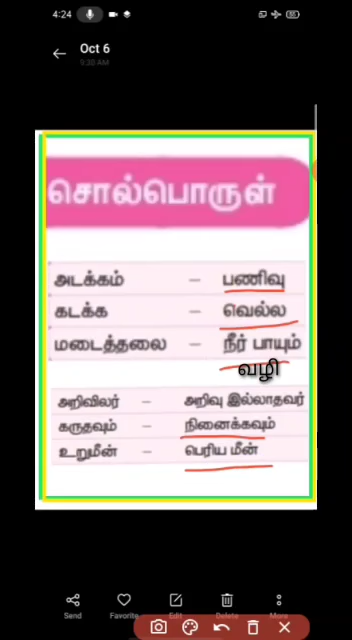 4:24
Oct 6
9:30 AM
சொல்பொருள்
அடக்கம் – பணிவு
கடக்க – வெல்ல
மடைத்தலை – நீர் பாயும்
வழி
அறிவிலர் – அறிவு இல்லாதவர்
கருதவும் – நினைக்கவும்
உறுமீன் – பெரிய மீன்
Send Favorite Edit Delete More